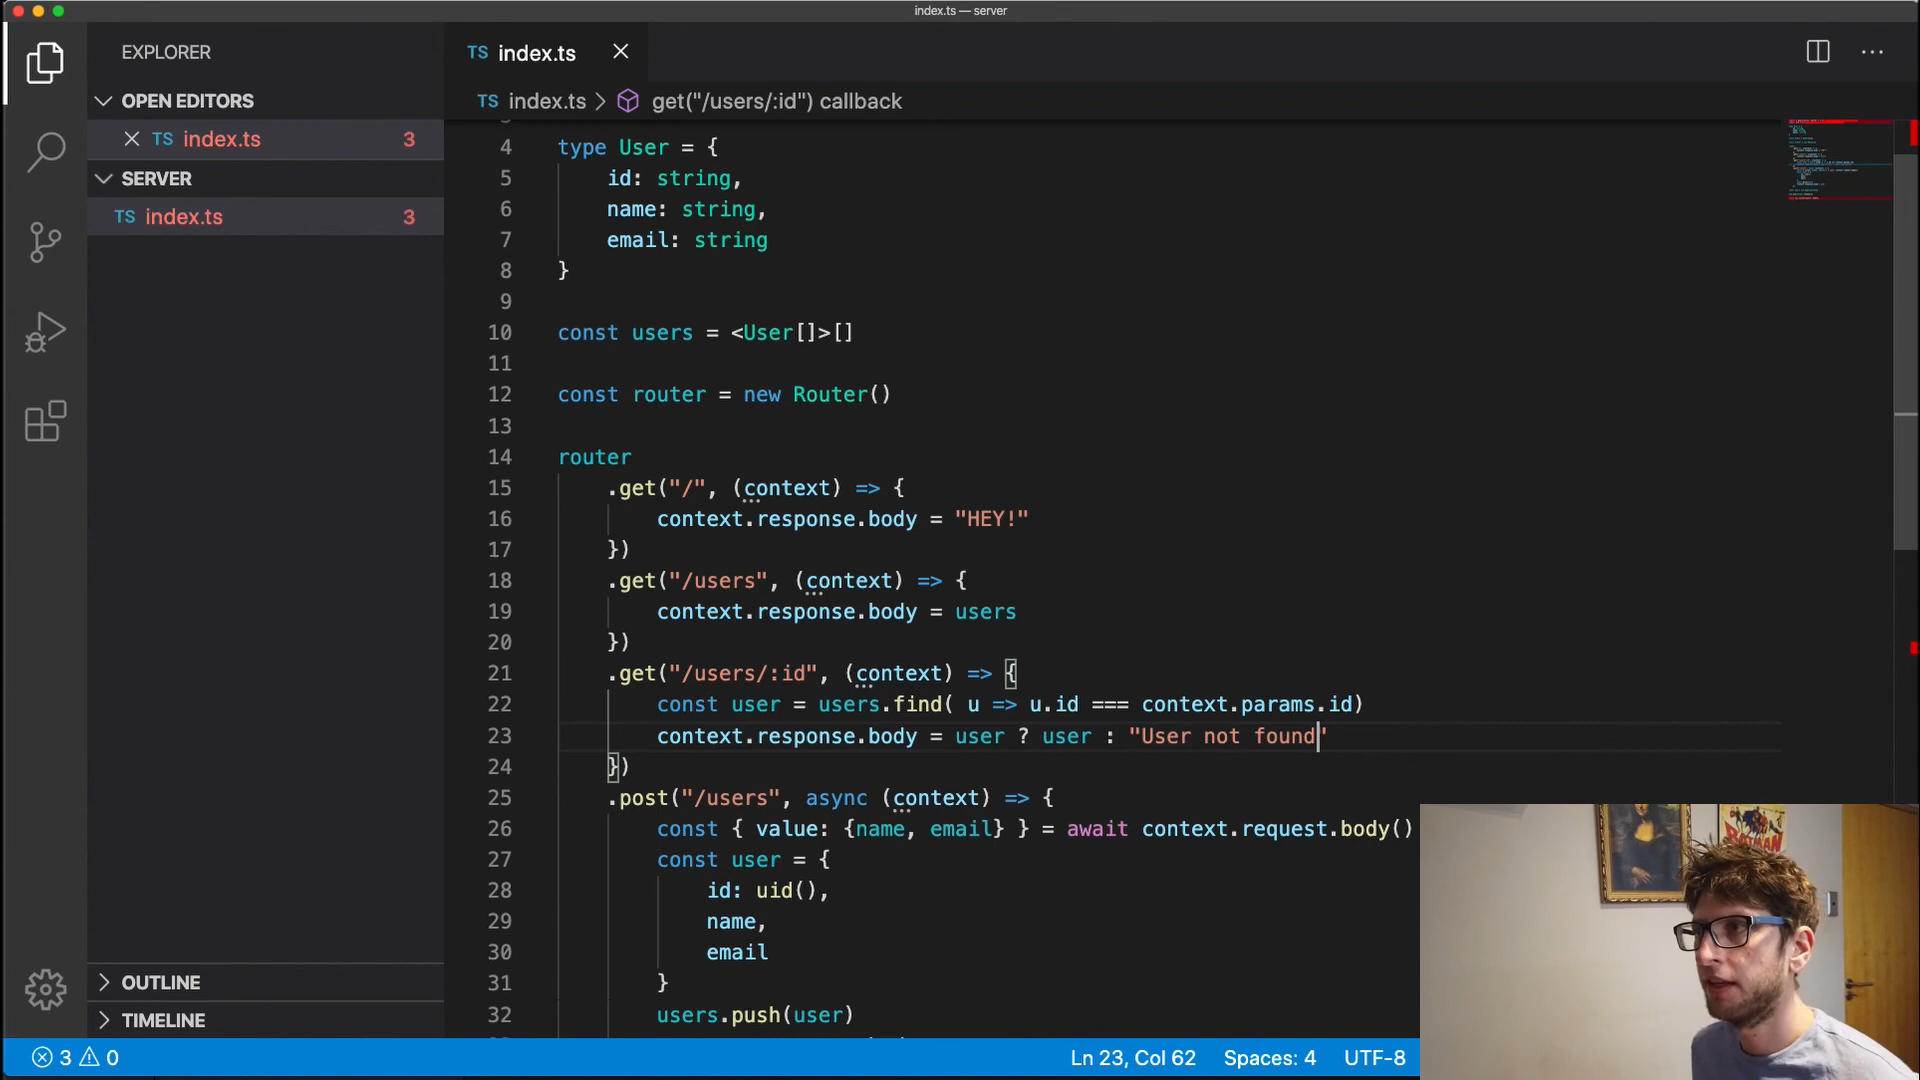 index.ts — server
EXPLORER
OPEN EDITORS
TS index.ts 3
SERVER
TS index.ts 3
OUTLINE
TIMELINE
TS index.ts
TS index.ts > get("/users/:id") callback
4 type User = {
5 id: string,
6 name: string,
7 email: string
8 }
9
10 const users = <User[]>[]
11
12 const router = new Router()
13
14 router
15 .get("/", (context) => {
16 context.response.body = "HEY!"
17 })
18 .get("/users", (context) => {
19 context.response.body = users
20 })
21 .get("/users/:id", (context) => {
22 const user = users.find( u => u.id === context.params.id)
23 context.response.body = user ? user : "User not found"
24 })
25 .post("/users", async (context) => {
26 const { value: {name, email} } = await context.request.body()
27 const user = {
28 id: uid(),
29 name,
30 email
31 }
32 users.push(user)
3 0
Ln 23, Col 62 Spaces: 4 UTF-8
BATMAN